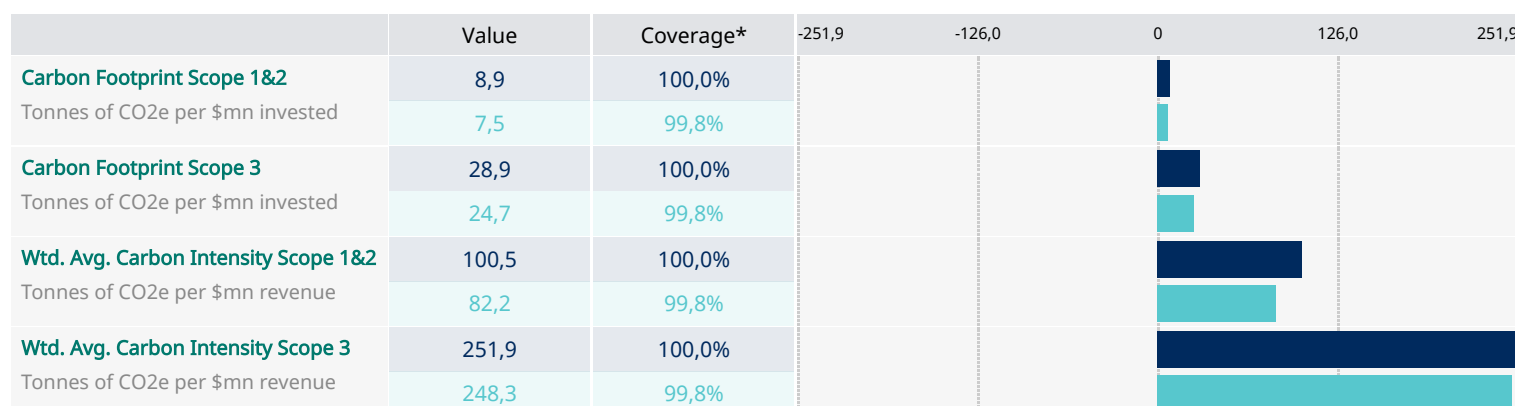 Value Coverage* -251,9 -126,0 0 126,0 251,9
Carbon Footprint Scope 1&2 8,9 100,0%
Tonnes of CO2e per $mn invested
7,5 99,8%
Carbon Footprint Scope 3 28,9 100,0%
Tonnes of CO2e per $mn invested
24,7 99,8%
Wtd. Avg. Carbon Intensity Scope 1&2 100,5 100,0%
Tonnes of CO2e per $mn revenue
82,2 99,8%
Wtd. Avg. Carbon Intensity Scope 3 251,9 100,0%
Tonnes of CO2e per $mn revenue
248,3 99,8%